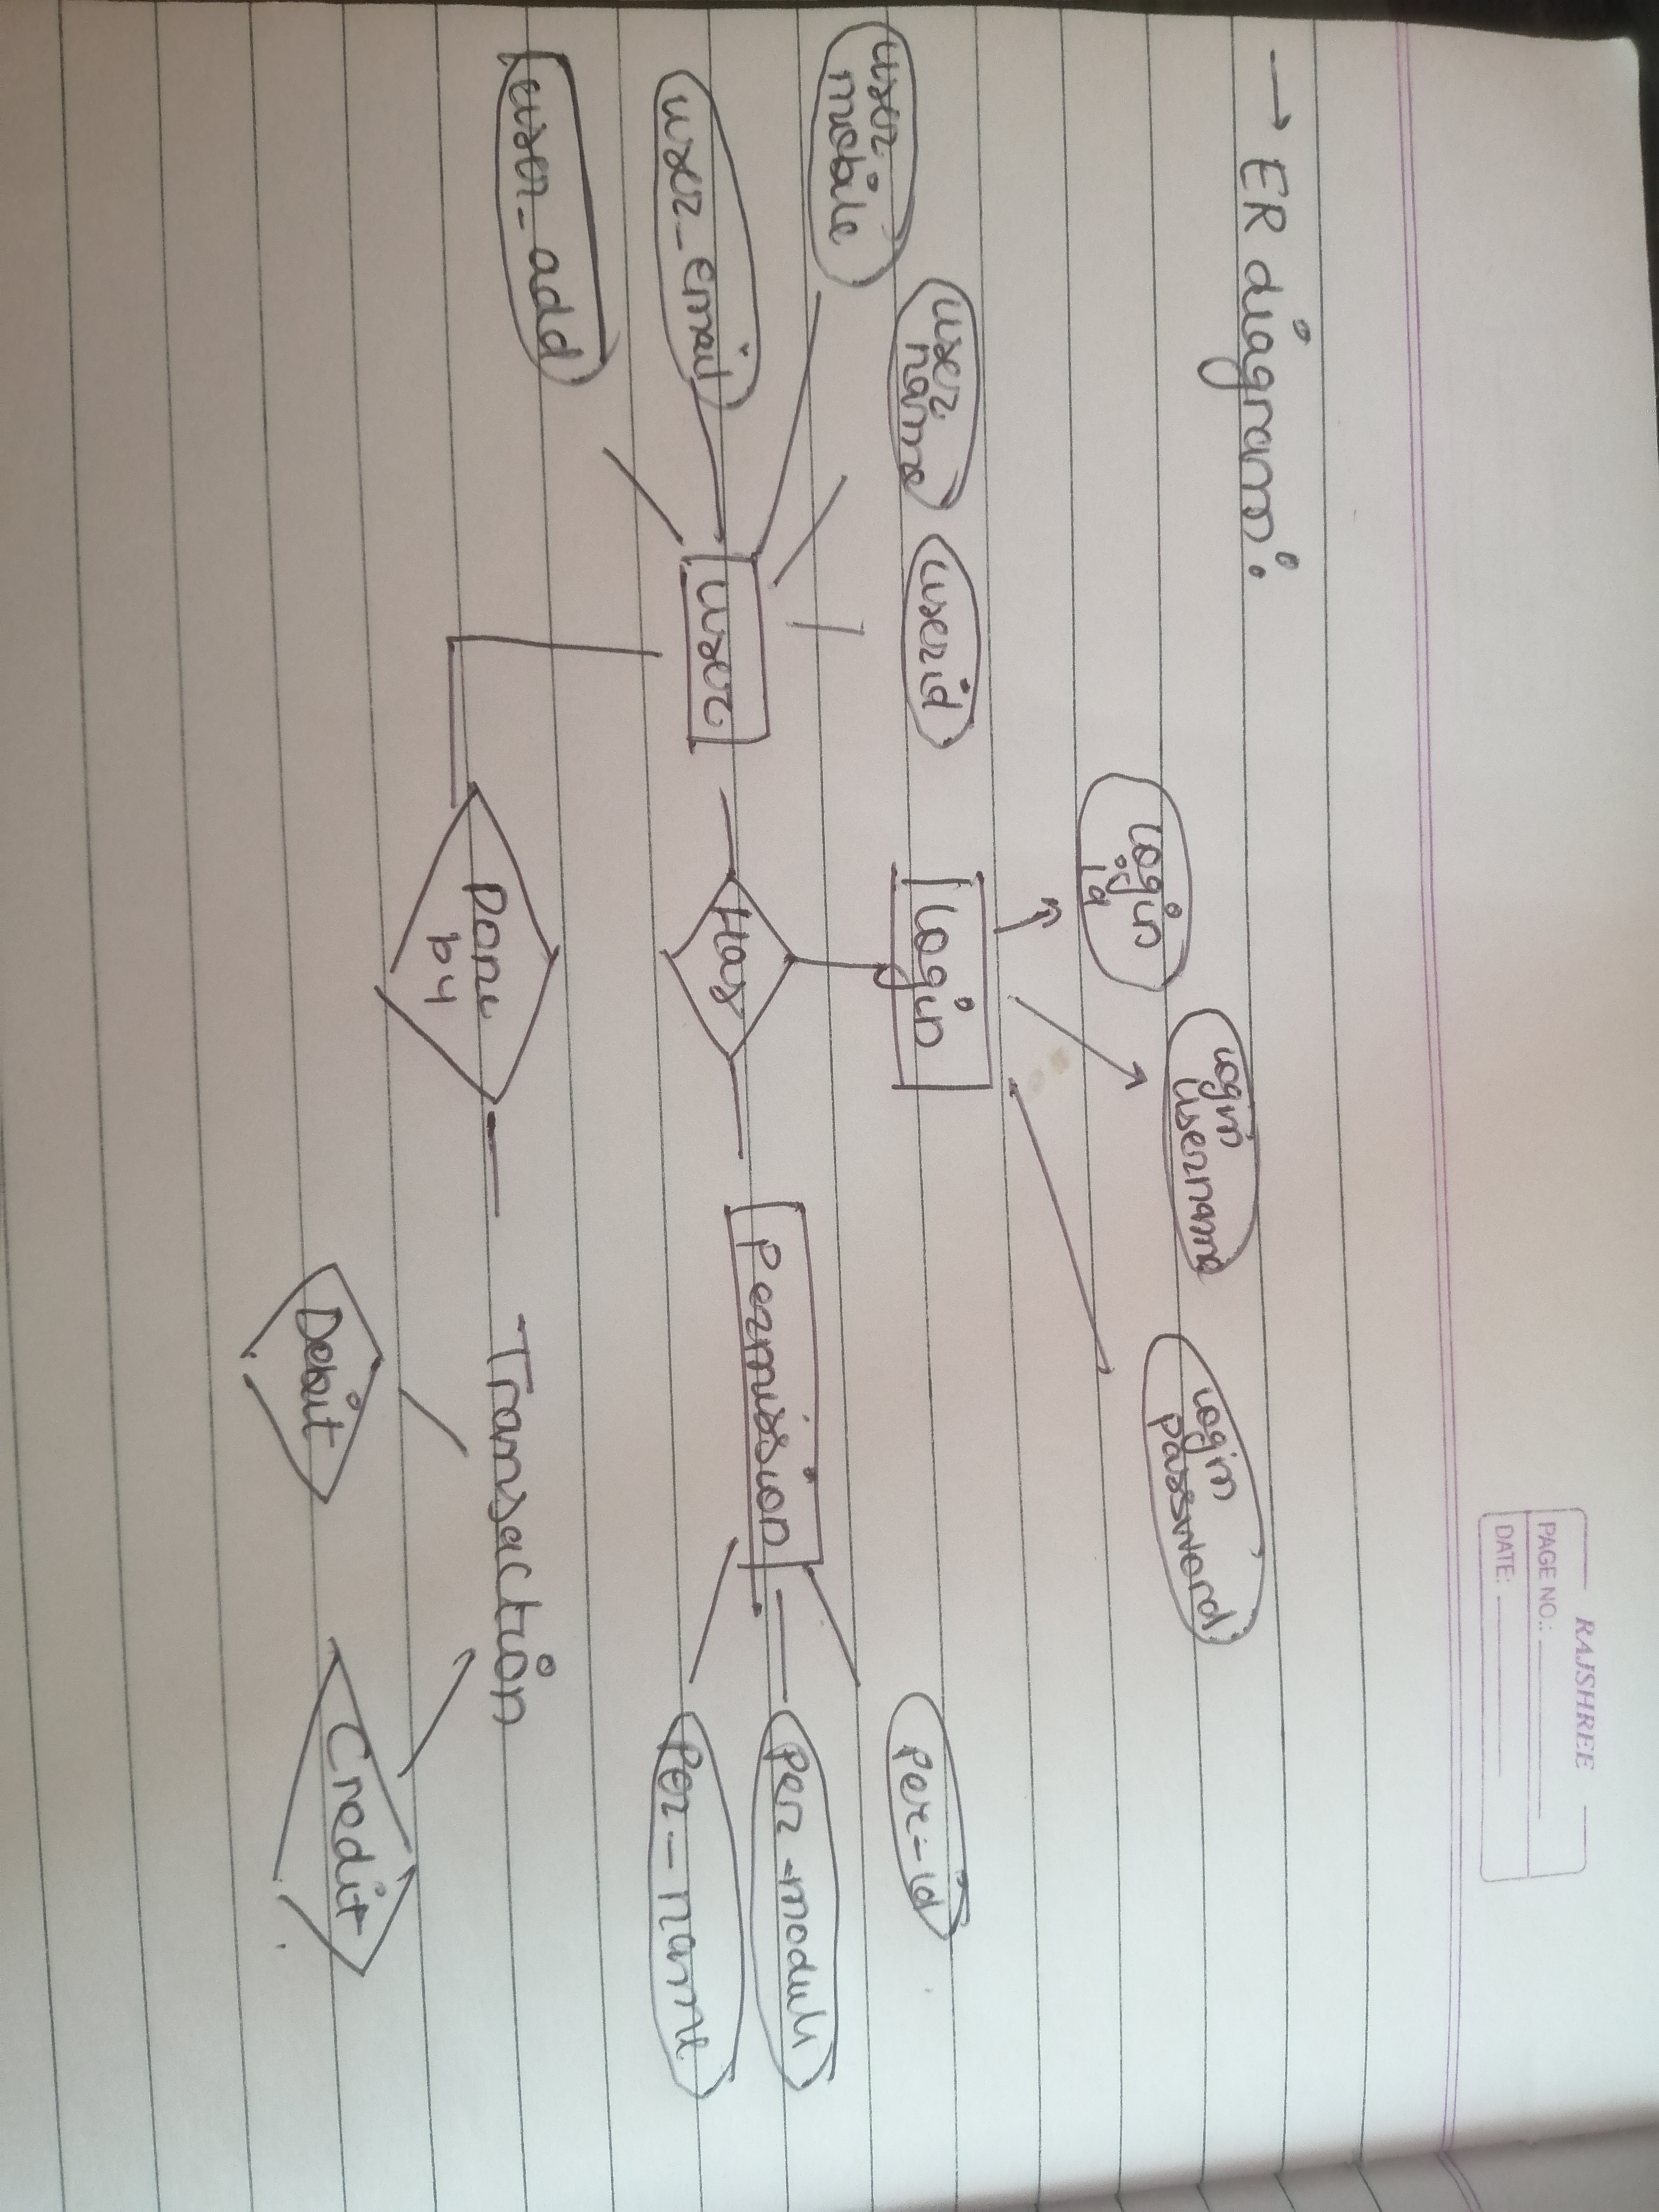 RAJSHREE
PAGE NO.:
DATE:
→ ER diagram:
login
id
login
username
login
password
user
name
userid
user
mobile
login
per-id
user_email
user
Has
Permission
Per-module
Per-name
user_add
Done
by
Transaction
Debit
Credit